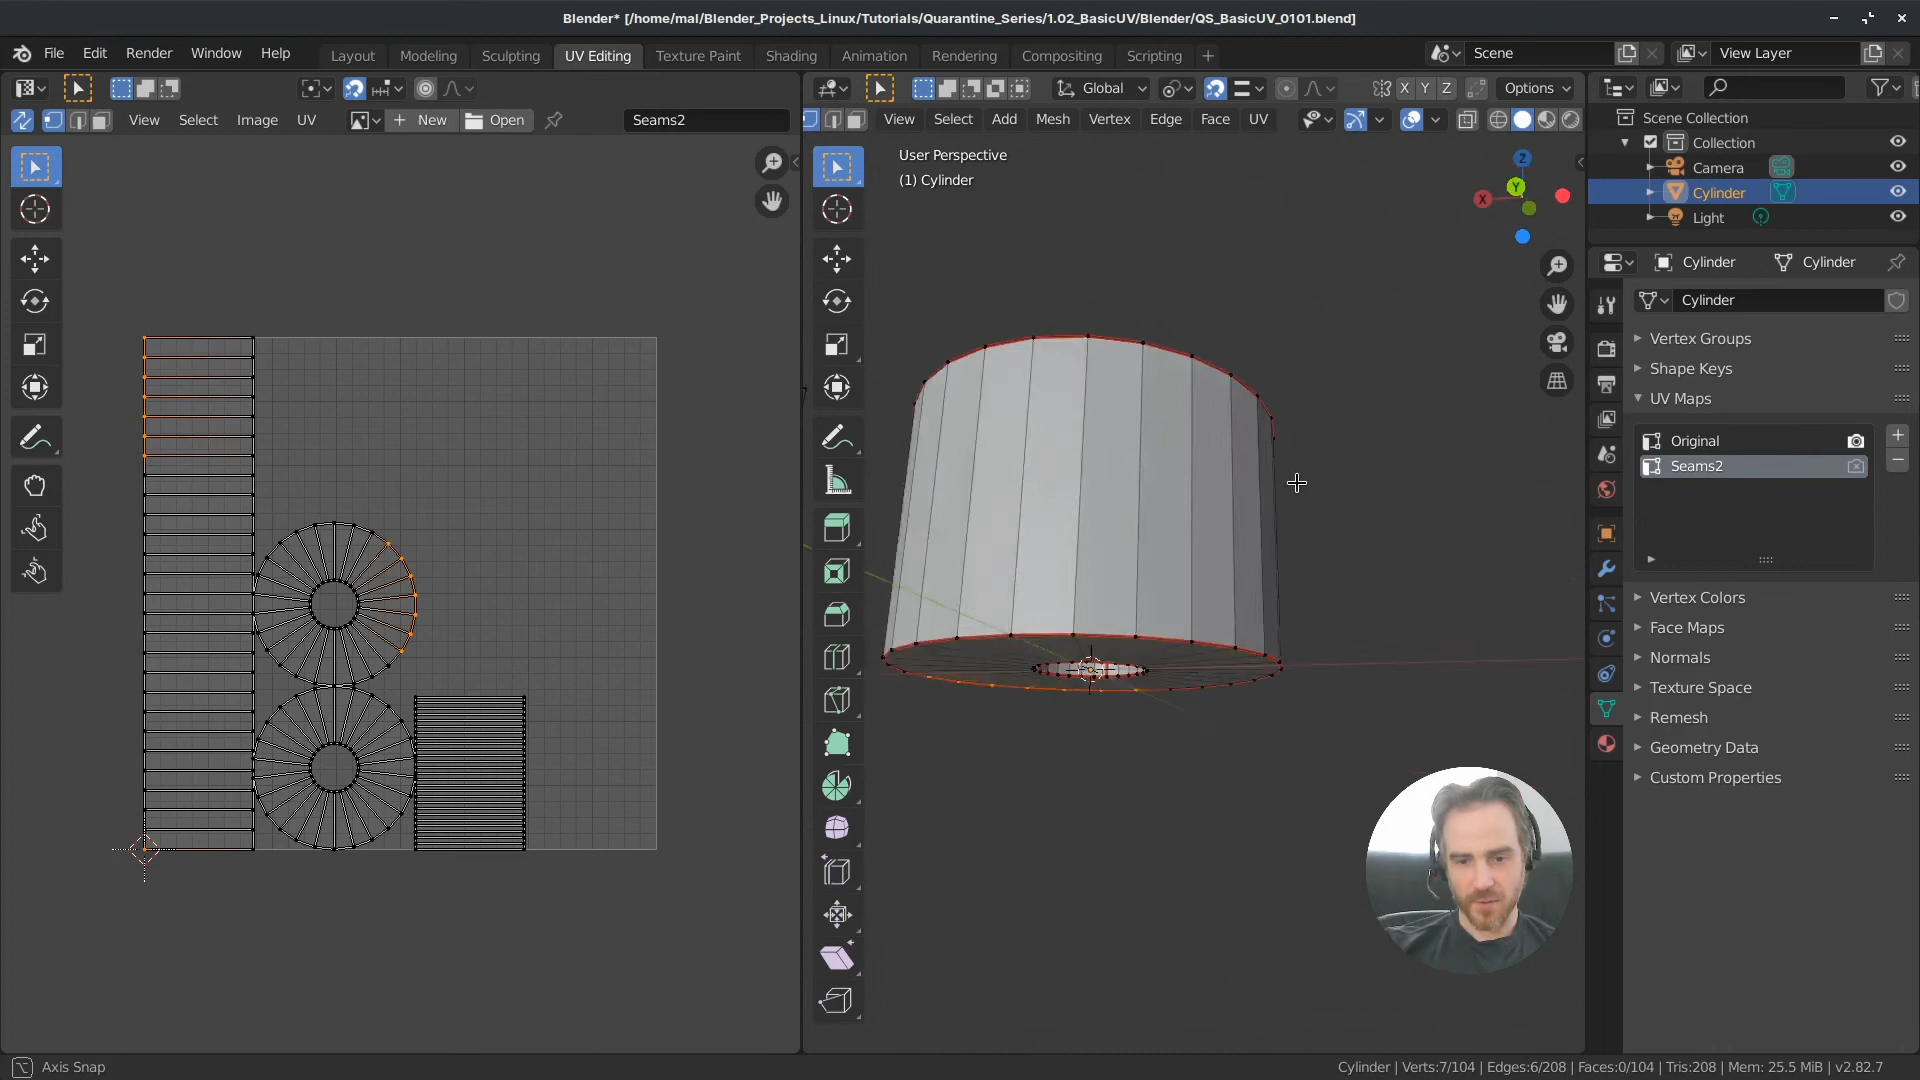 Blender* [/home/mal/Blender_Projects_Linux/Tutorials/Quarantine_Series/1.02_BasicUV/Blender/QS_BasicUV_0101.blend]
File Edit Render Window Help Layout Modeling Sculpting UV Editing Texture Paint Shading Animation Rendering Compositing Scripting + Scene View Layer
Global X Y Z Options
View Select Image UV New Open Seams2 View Select Add Mesh Vertex Edge Face UV
Scene Collection
Collection
Camera
Cylinder
Light
User Perspective
(1) Cylinder
Z
Y
X
Cylinder Cylinder
Cylinder
Vertex Groups
Shape Keys
UV Maps
Original
Seams2
Vertex Colors
Face Maps
Normals
Texture Space
Remesh
Geometry Data
Custom Properties
Axis Snap
Cylinder | Verts:7/104 | Edges:6/208 | Faces:0/104 | Tris:208 | Mem: 25.5 MiB | v2.82.7